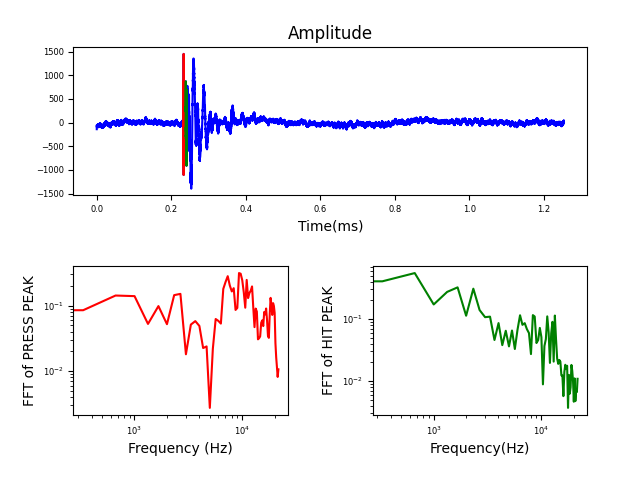 Amplitude
1500
1000
500
0
−500
−1000
−1500
0.0 0.2 0.4 0.6 0.8 1.0 1.2
Time(ms)
FFT of PRESS PEAK
10⁻¹
10⁻²
10³ 10⁴
Frequency (Hz)
FFT of HIT PEAK
10⁻¹
10⁻²
10³ 10⁴
Frequency(Hz)